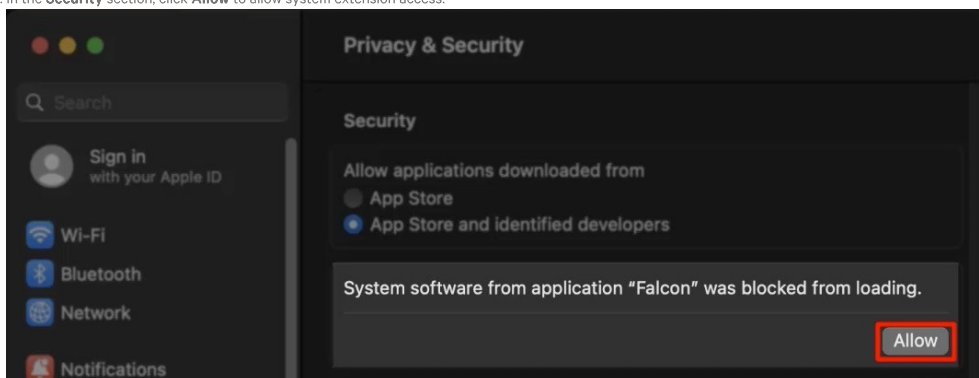 . In the Security section, click Allow to allow system extension access.
Privacy & Security
Search
Security
Sign in
with your Apple ID
Allow applications downloaded from
App Store
App Store and identified developers
Wi-Fi
Bluetooth
System software from application “Falcon” was blocked from loading.
Network
Allow
Notifications